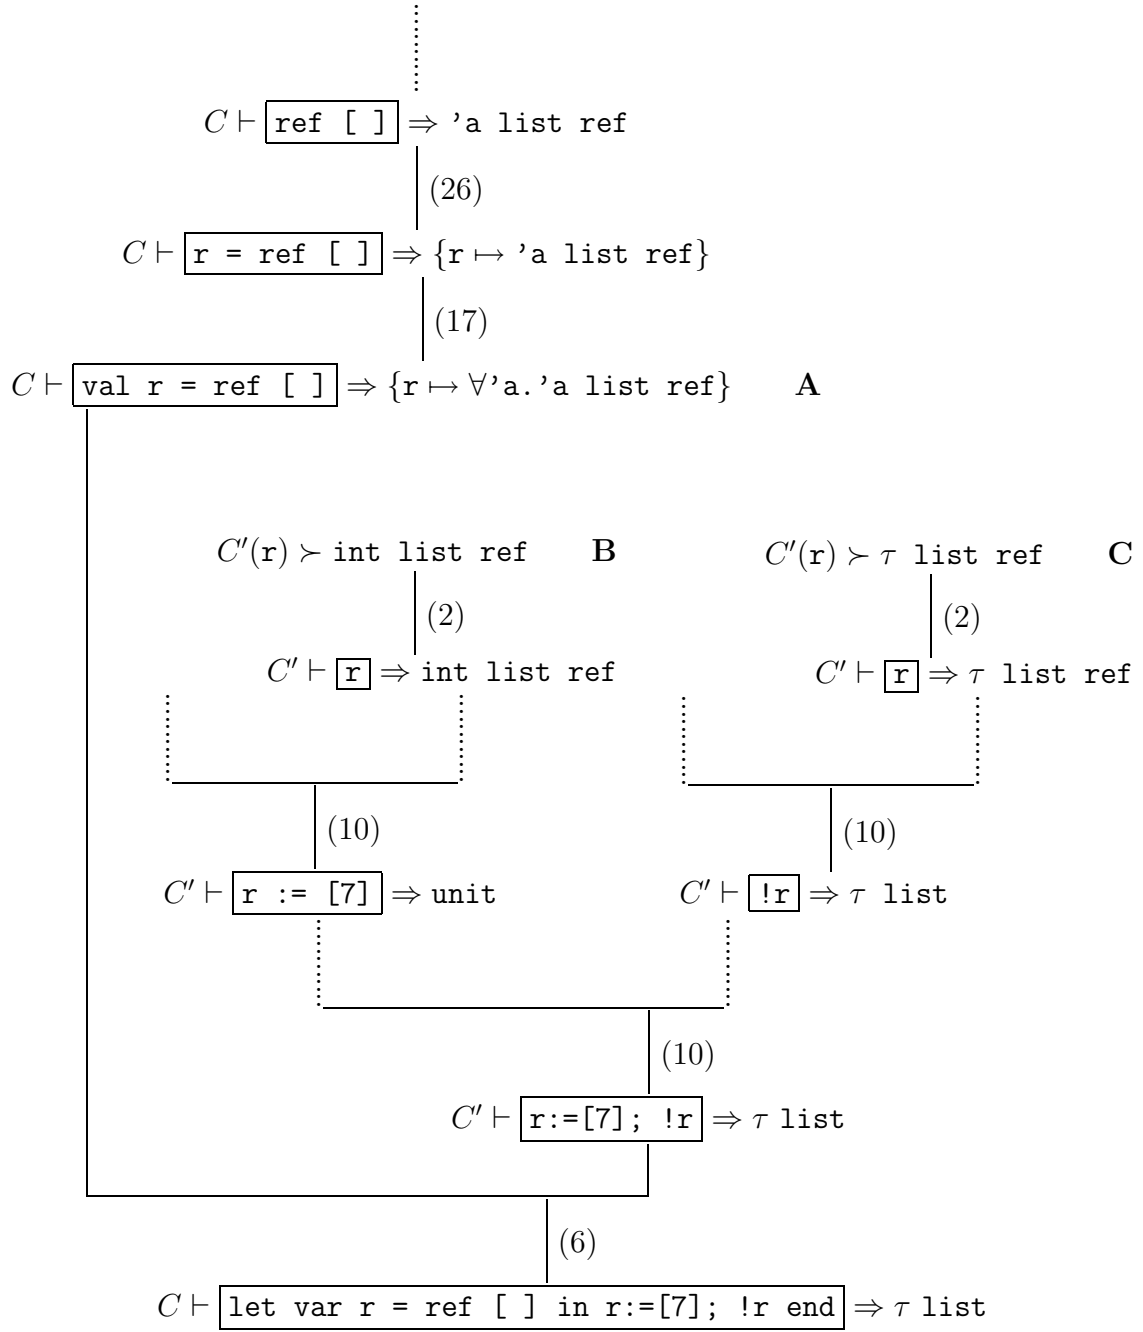 C ⊢ ref [ ] ⇒ ’a list ref
(26)
C ⊢ r = ref [ ] ⇒ {r ↦ ’a list ref}
(17)
C ⊢ val r = ref [ ] ⇒ {r ↦ ∀’a.’a list ref} A
C′(r) ≻ int list ref B C′(r) ≻ τ list ref C
(2) (2)
C′ ⊢ r ⇒ int list ref C′ ⊢ r ⇒ τ list ref
(10) (10)
C′ ⊢ r := [7] ⇒ unit C′ ⊢ !r ⇒ τ list
(10)
C′ ⊢ r:=[7]; !r ⇒ τ list
(6)
C ⊢ let var r = ref [ ] in r:=[7]; !r end ⇒ τ list